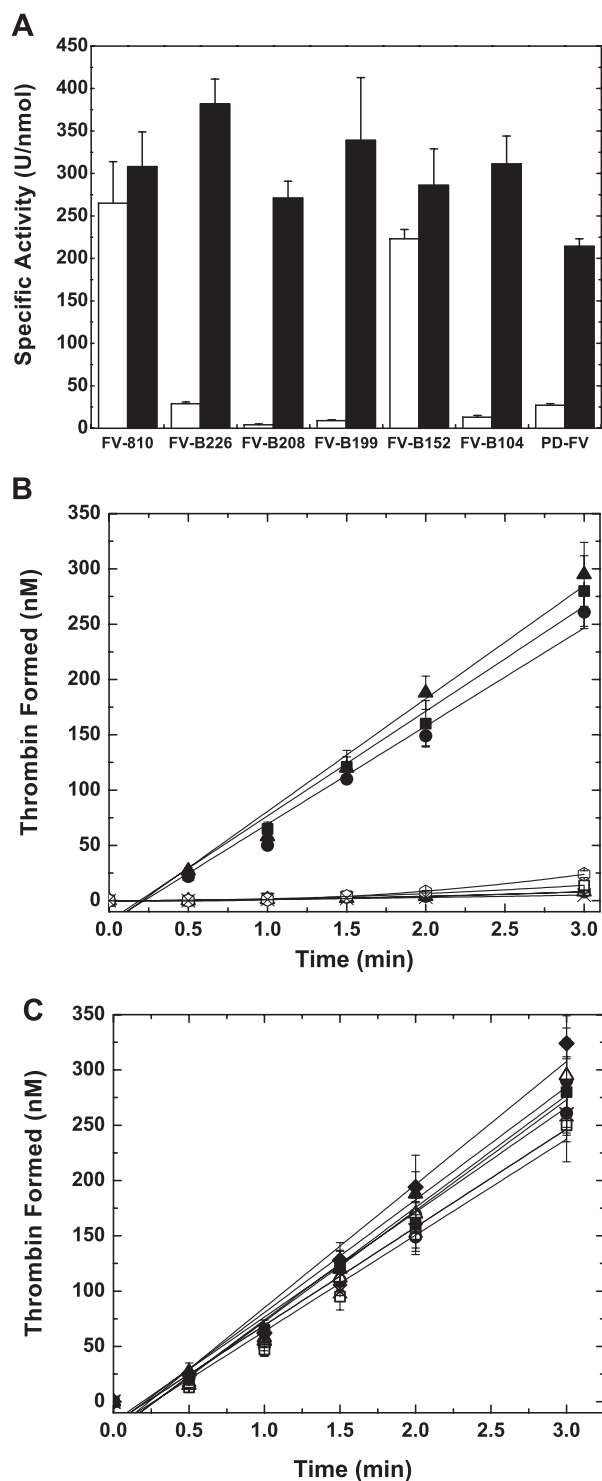 A
Specific Activity (U/nmol)
450
400
350
300
250
200
150
100
50
0
FV-810 FV-B226 FV-B208 FV-B199 FV-B152 FV-B104 PD-FV
B
Thrombin Formed (nM)
350
300
250
200
150
100
50
0
0.0 0.5 1.0 1.5 2.0 2.5 3.0
Time (min)
C
Thrombin Formed (nM)
350
300
250
200
150
100
50
0
0.0 0.5 1.0 1.5 2.0 2.5 3.0
Time (min)